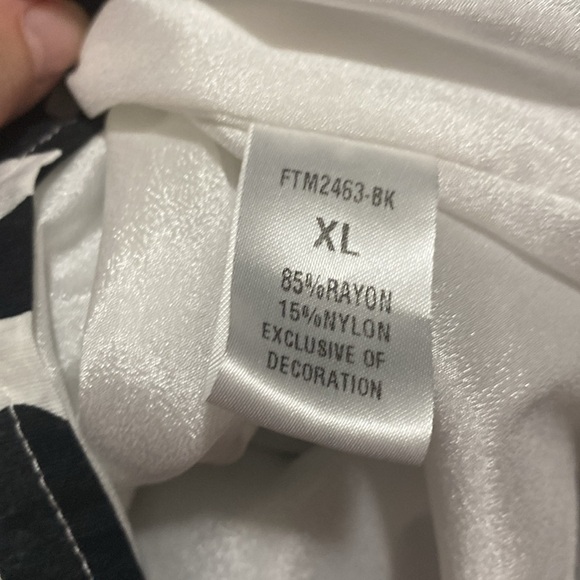 FTM2463-BK
XL
85%RAYON
15%NYLON
EXCLUSIVE OF
DECORATION